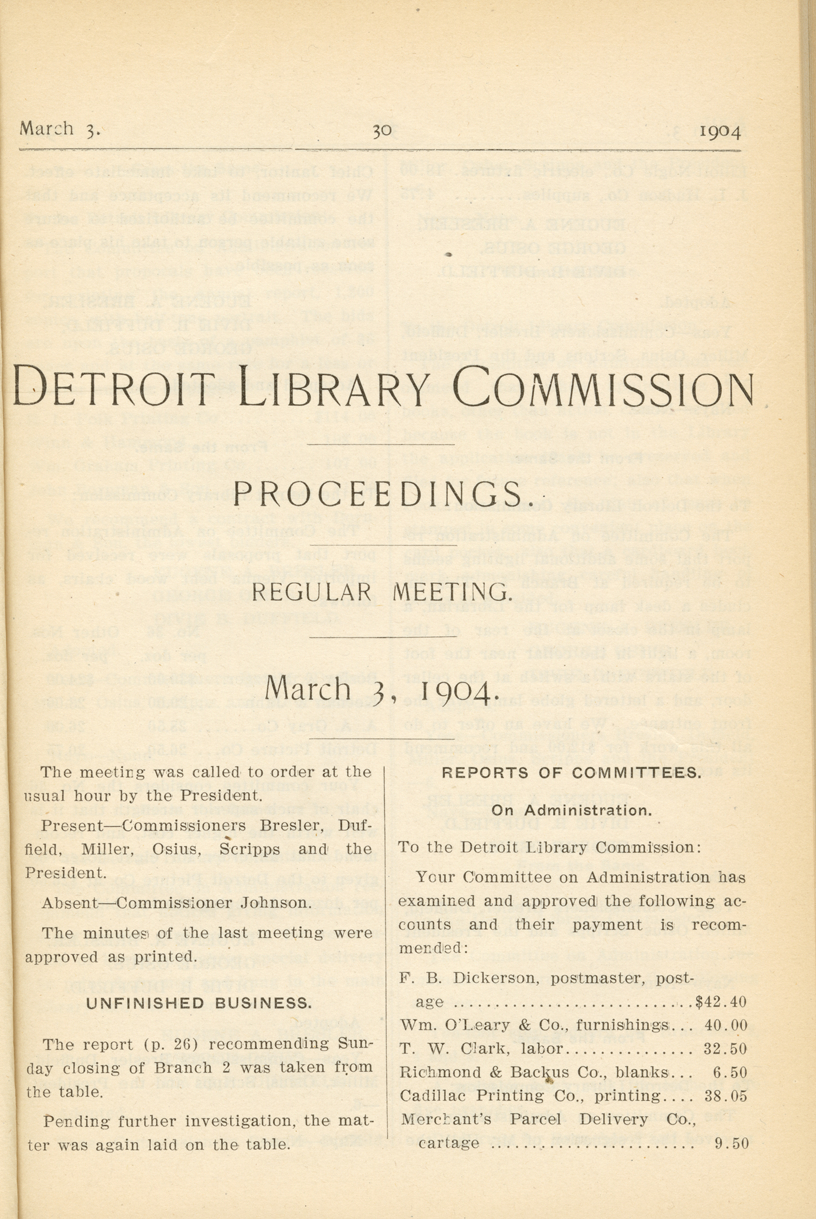 March 3.
30
1904
DETROIT LIBRARY COMMISSION
PROCEEDINGS.
REGULAR MEETING.
March 3, 1904.
The meeting was called to order at the
usual hour by the President.
Present—Commissioners Bresler, Duf-
field, Miller, Osius, Scripps and the
President.
Absent—Commissioner Johnson.
The minutes of the last meeting were
approved as printed.
UNFINISHED BUSINESS.
The report (p. 26) recommending Sun-
day closing of Branch 2 was taken from
the table.
Pending further investigation, the mat-
ter was again laid on the table.
REPORTS OF COMMITTEES.
On Administration.
To the Detroit Library Commission:
Your Committee on Administration has
examined and approved the following ac-
counts and their payment is recom-
mended:
F. B. Dickerson, postmaster, post-
age ...........................$42.40
Wm. O'Leary & Co., furnishings... 40.00
T. W. Clark, labor............... 32.50
Richmond & Backus Co., blanks... 6.50
Cadillac Printing Co., printing.... 38.05
Merchant's Parcel Delivery Co.,
cartage ........................ 9.50